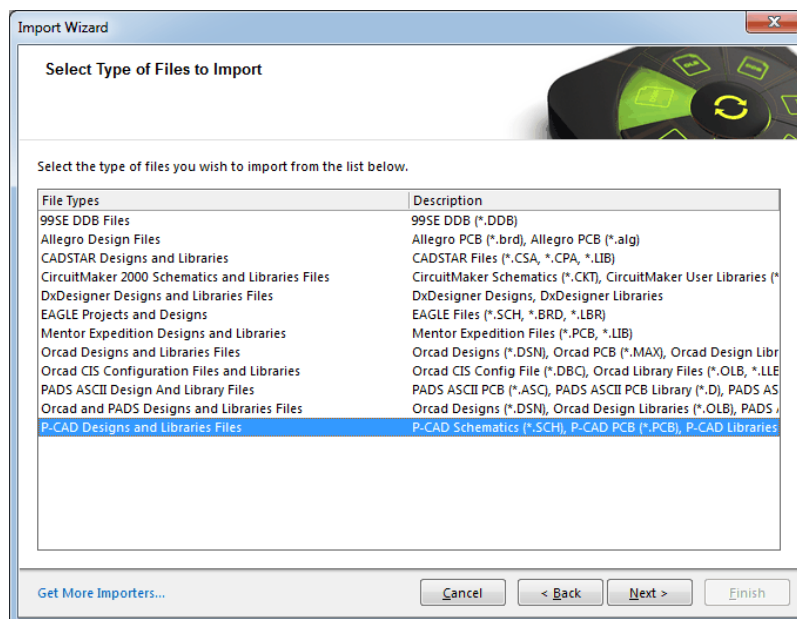 Import Wizard
Select Type of Files to Import
Select the type of files you wish to import from the list below.
File Types Description
99SE DDB Files 99SE DDB (*.DDB)
Allegro Design Files Allegro PCB (*.brd), Allegro PCB (*.alg)
CADSTAR Designs and Libraries CADSTAR Files (*.CSA, *.CPA, *.LIB)
CircuitMaker 2000 Schematics and Libraries Files CircuitMaker Schematics (*.CKT), CircuitMaker User Libraries (*
DxDesigner Designs and Libraries Files DxDesigner Designs, DxDesigner Libraries
EAGLE Projects and Designs EAGLE Files (*.SCH, *.BRD, *.LBR)
Mentor Expedition Designs and Libraries Mentor Expedition Files (*.PCB, *.LIB)
Orcad Designs and Libraries Files Orcad Designs (*.DSN), Orcad PCB (*.MAX), Orcad Design Libr
Orcad CIS Configuration Files and Libraries Orcad CIS Config File (*.DBC), Orcad Library Files (*.OLB, *.LLE
PADS ASCII Design And Library Files PADS ASCII PCB (*.ASC), PADS ASCII PCB Library (*.D), PADS AS
Orcad and PADS Designs and Libraries Files Orcad Designs (*.DSN), Orcad Design Libraries (*.OLB), PADS
P-CAD Designs and Libraries Files P-CAD Schematics (*.SCH), P-CAD PCB (*.PCB), P-CAD Libraries
Get More Importers... Cancel < Back Next > Finish